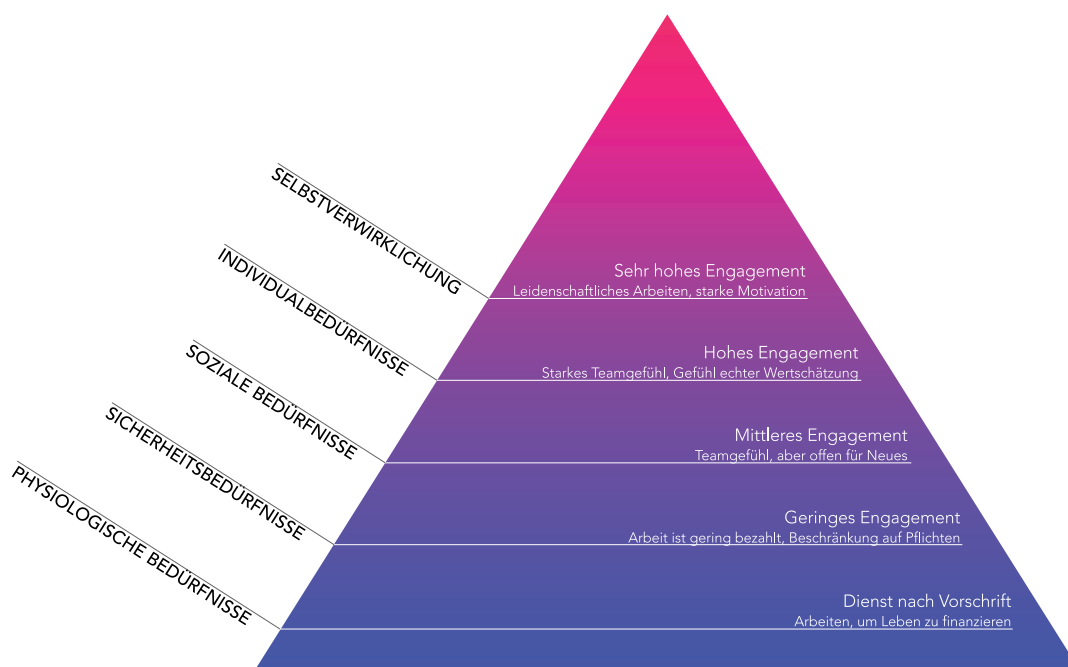 SELBSTVERWIRKLICHUNG
Sehr hohes Engagement
Leidenschaftliches Arbeiten, starke Motivation
INDIVIDUALBEDÜRFNISSE
Hohes Engagement
Starkes Teamgefühl, Gefühl echter Wertschätzung
SOZIALE BEDÜRFNISSE
Mittleres Engagement
Teamgefühl, aber offen für Neues
SICHERHEITSBEDÜRFNISSE
Geringes Engagement
Arbeit ist gering bezahlt, Beschränkung auf Pflichten
PHYSIOLOGISCHE BEDÜRFNISSE
Dienst nach Vorschrift
Arbeiten, um Leben zu finanzieren